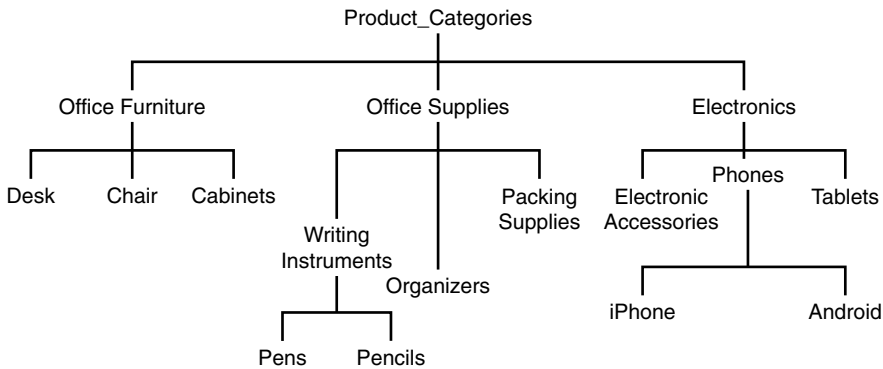 Product_Categories
Office Furniture
Office Supplies
Electronics
Desk
Chair
Cabinets
Writing
Instruments
Organizers
Packing
Supplies
Electronic
Accessories
Phones
Tablets
Pens
Pencils
iPhone
Android